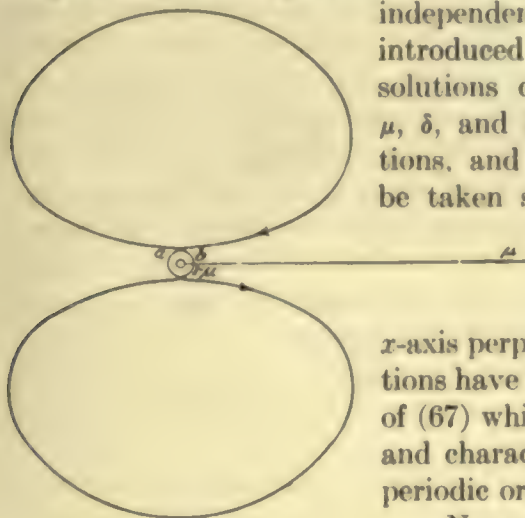 independen
introduced
solutions o
μ, δ, and
tions, and
be taken s
a b
1-μ
μ
x-axis perp
tions have
of (67) whi
and charac
periodic or